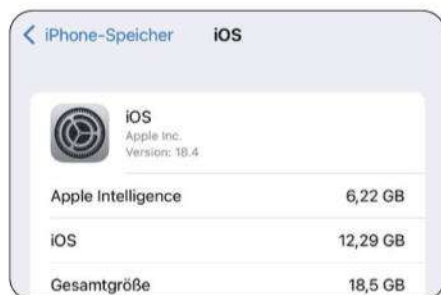 iPhone-Speicher iOS
iOS
Apple Inc.
Version: 18.4
Apple Intelligence 6,22 GB
iOS 12,29 GB
Gesamtgröße 18,5 GB